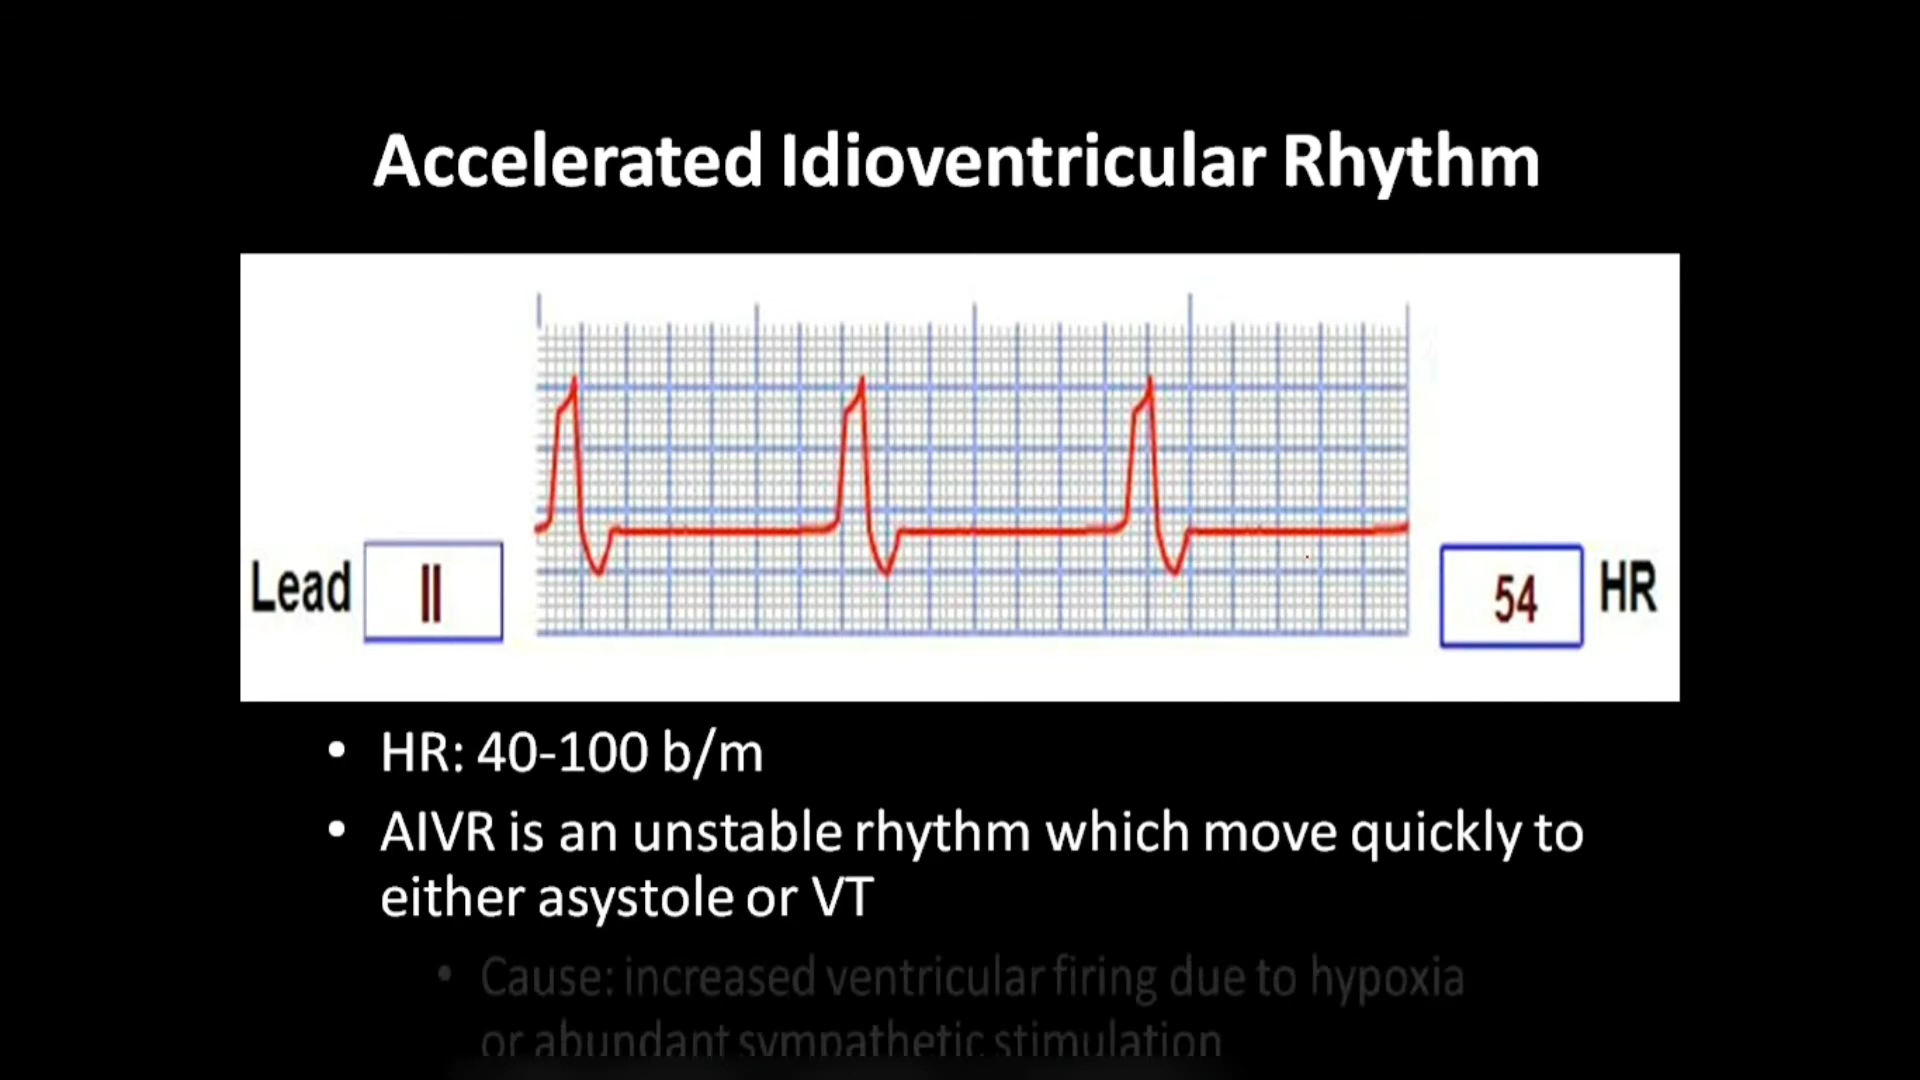 Accelerated Idioventricular Rhythm
Lead II
54 HR
• HR: 40-100 b/m
• AIVR is an unstable rhythm which move quickly to
either asystole or VT
• Cause: increased ventricular firing due to hypoxia
or abundant sympathetic stimulation